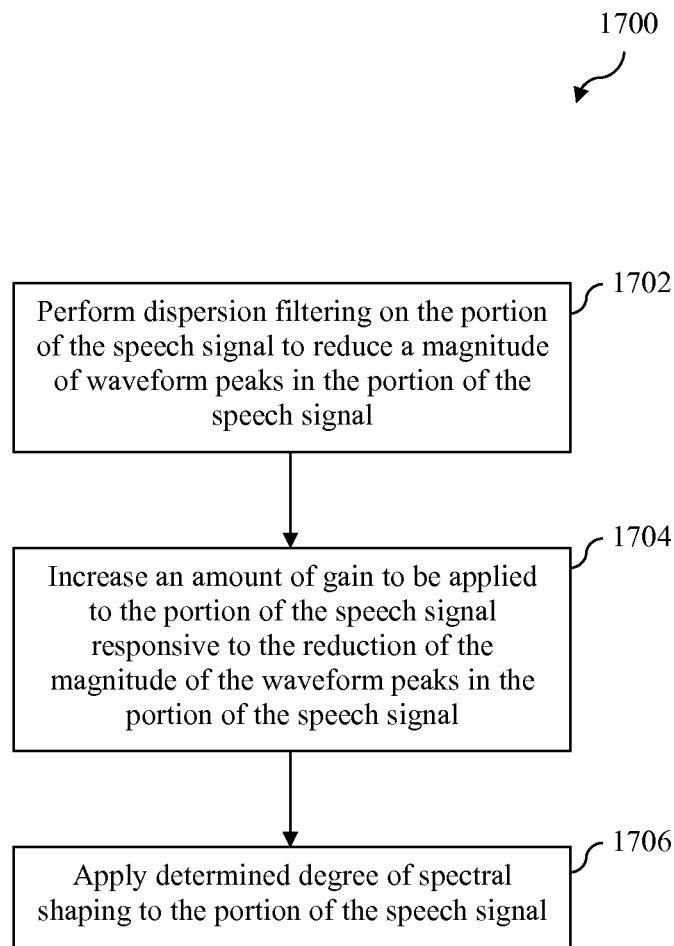 1700
1702
Perform dispersion filtering on the portion
of the speech signal to reduce a magnitude
of waveform peaks in the portion of the
speech signal
1704
Increase an amount of gain to be applied
to the portion of the speech signal
responsive to the reduction of the
magnitude of the waveform peaks in the
portion of the speech signal
1706
Apply determined degree of spectral
shaping to the portion of the speech signal